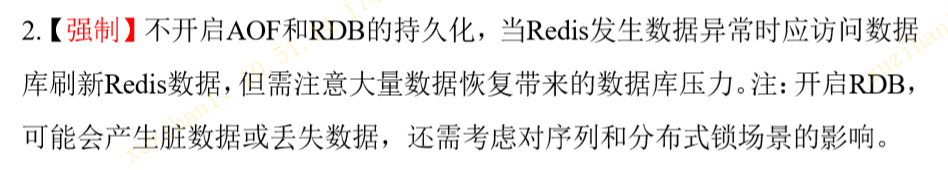 2.【强制】不开启AOF和RDB的持久化，当Redis发生数据异常时应访问数据
库刷新Redis数据，但需注意大量数据恢复带来的数据库压力。注：开启RDB，
可能会产生脏数据或丢失数据，还需考虑对序列和分布式锁场景的影响。